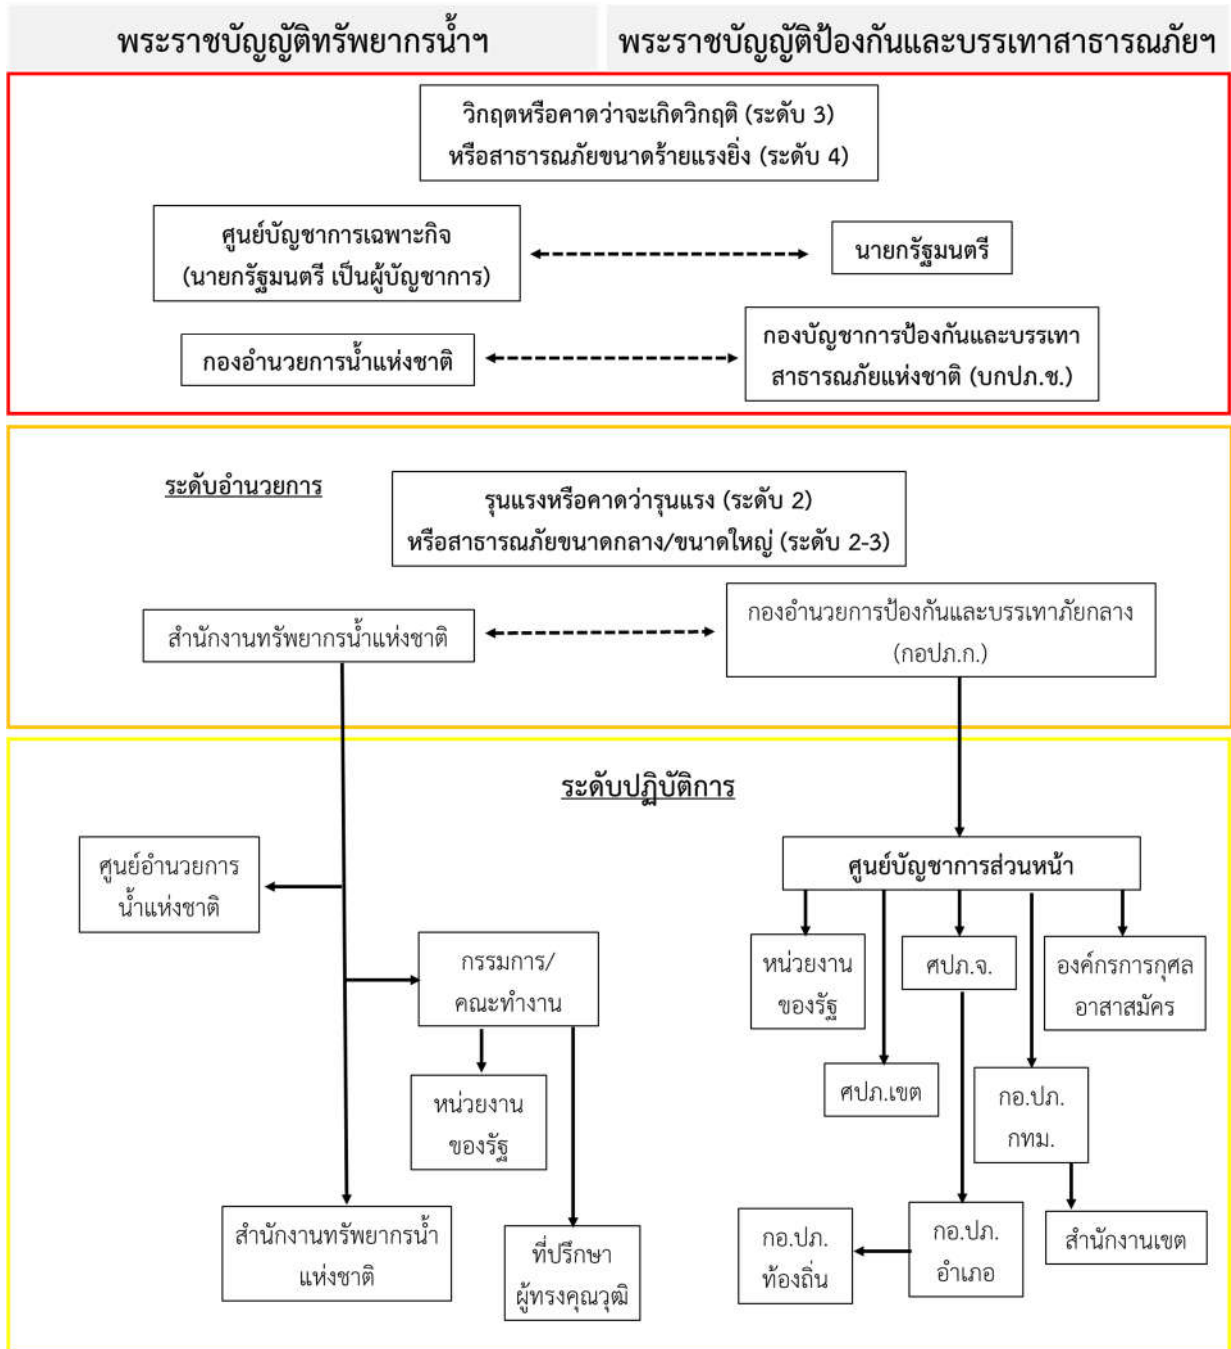 พระราชบัญญัติทรัพยากรน้ำฯ
พระราชบัญญัติป้องกันและบรรเทาสาธารณภัยฯ
วิกฤตหรือคาดว่าจะเกิดวิกฤติ (ระดับ 3)
หรือสาธารณภัยขนาดร้ายแรงยิ่ง (ระดับ 4)
ศูนย์บัญชาการเฉพาะกิจ
(นายกรัฐมนตรี เป็นผู้บัญชาการ)
นายกรัฐมนตรี
กองอำนวยการน้ำแห่งชาติ
กองบัญชาการป้องกันและบรรเทา
สาธารณภัยแห่งชาติ (บกปภ.ช.)
ระดับอำนวยการ
รุนแรงหรือคาดว่ารุนแรง (ระดับ 2)
หรือสาธารณภัยขนาดกลาง/ขนาดใหญ่ (ระดับ 2-3)
สำนักงานทรัพยากรน้ำแห่งชาติ
กองอำนวยการป้องกันและบรรเทาภัยกลาง
(กอปภ.ก.)
ระดับปฏิบัติการ
ศูนย์อำนวยการ
น้ำแห่งชาติ
ศูนย์บัญชาการส่วนหน้า
กรรมการ/
คณะทำงาน
หน่วยงาน
ของรัฐ
ศปภ.จ.
องค์กรการกุศล
อาสาสมัคร
หน่วยงาน
ของรัฐ
ศปภ.เขต
กอ.ปภ.
กทม.
สำนักงานทรัพยากรน้ำ
แห่งชาติ
ที่ปรึกษา
ผู้ทรงคุณวุฒิ
กอ.ปภ.
ท้องถิ่น
กอ.ปภ.
อำเภอ
สำนักงานเขต